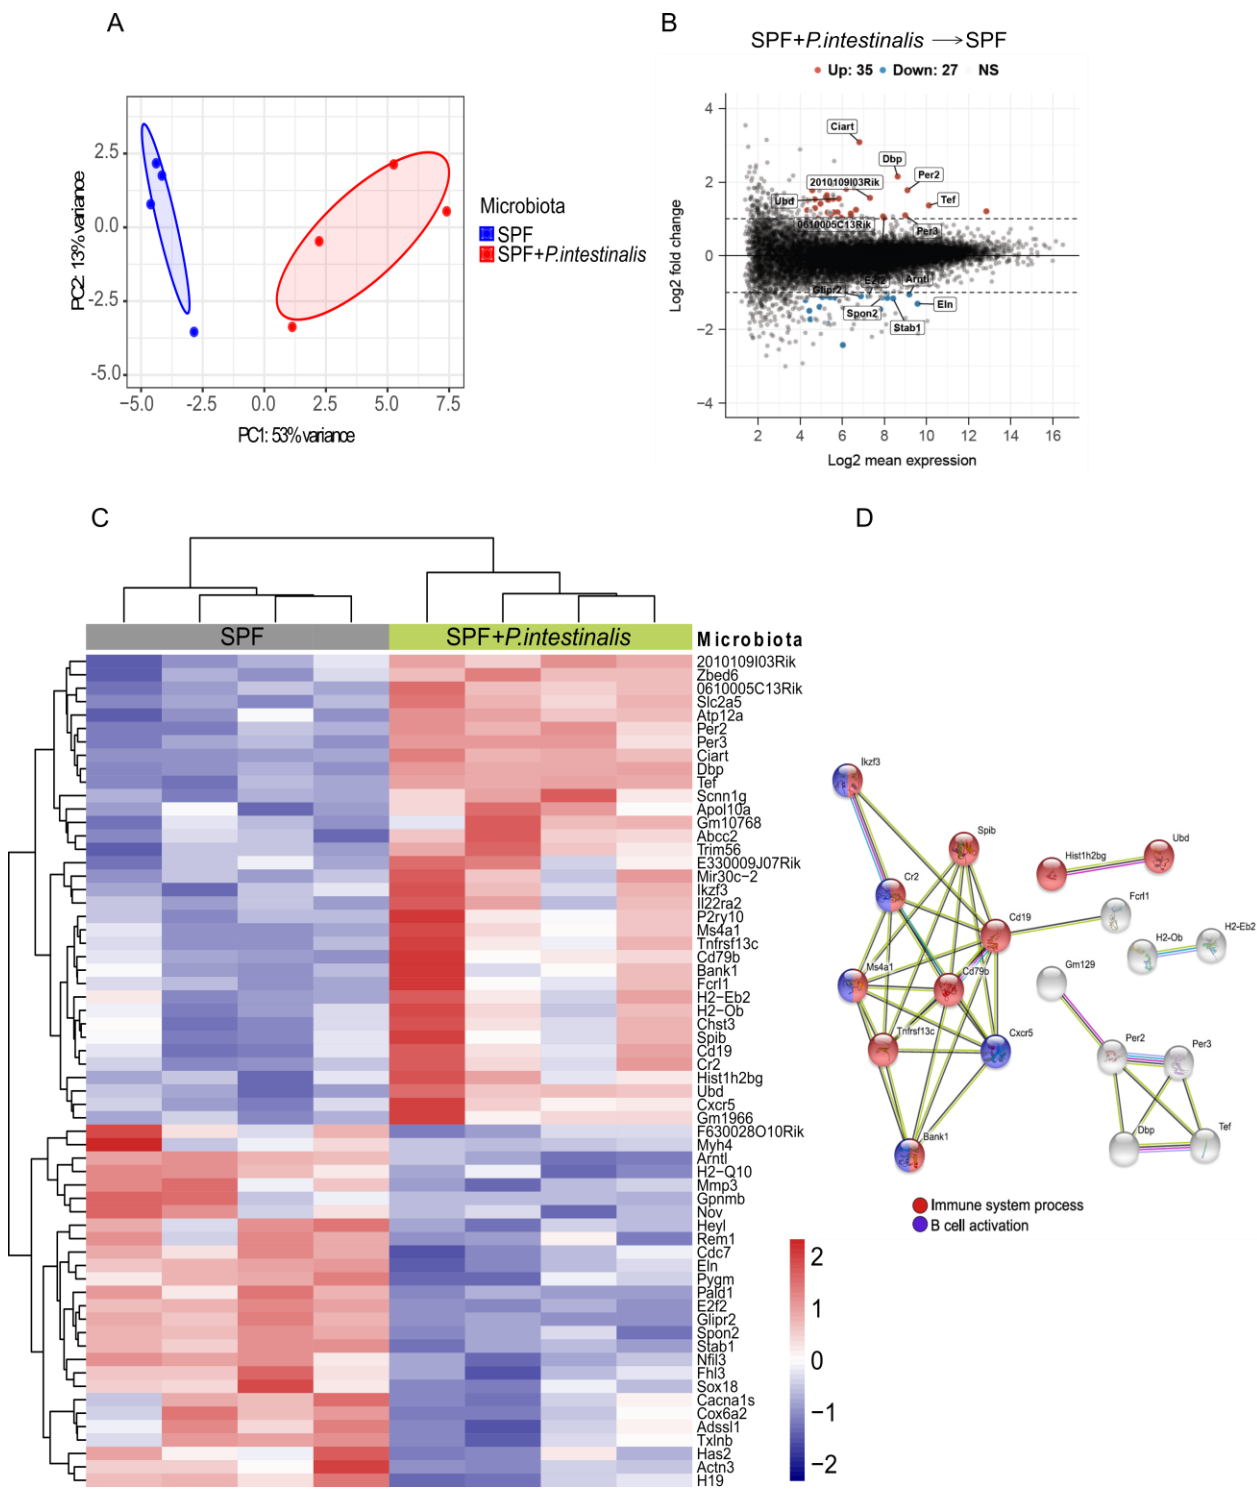 A
B
SPF+P.intestinalis → SPF
Up: 35 Down: 27 NS
PC2: 13% variance
2.5
0.0
-2.5
-5.0
−5.0 -2.5 0.0 2.5 5.0 7.5
PC1: 53% variance
Microbiota
SPF
SPF+P.intestinalis
Log2 fold change
4
2
0
−2
−4
Ciart
Dbp
2010109I03Rik
Per2
Ubd
Tef
0610005C13Rik
Per3
Glipr2
E2f2
Arntl
Spon2
Eln
Stab1
2 4 6 8 10 12 14 16
Log2 mean expression
C
SPF
SPF+P.intestinalis
Microbiota
2010109I03Rik
Zbed6
0610005C13Rik
Slc2a5
Atp12a
Per2
Per3
Ciart
Dbp
Tef
Scnn1g
Apol10a
Gm10768
Abcc2
Trim56
E330009J07Rik
Mir30c−2
Ikzf3
Il22ra2
P2ry10
Ms4a1
Tnfrsf13c
Cd79b
Bank1
Fcrl1
H2−Eb2
H2−Ob
Chst3
Spib
Cd19
Cr2
Hist1h2bg
Ubd
Cxcr5
Gm1966
F630028O10Rik
Myh4
Arntl
H2−Q10
Mmp3
Gpnmb
Nov
Heyl
Rem1
Cdc7
Eln
Pygm
Pald1
E2f2
Glipr2
Spon2
Stab1
Nfil3
Fhl3
Sox18
Cacna1s
Cox6a2
Adssl1
Txlnb
Has2
Actn3
H19
2
1
0
−1
−2
D
Ikzf3
Spib
Ubd
Hist1h2bg
Cr2
Fcrl1
Cd19
H2-Ob
H2-Eb2
Ms4a1
Cd79b
Gm129
Tnfrsf13c
Cxcr5
Per2
Per3
Bank1
Dbp
Tef
Immune system process
B cell activation